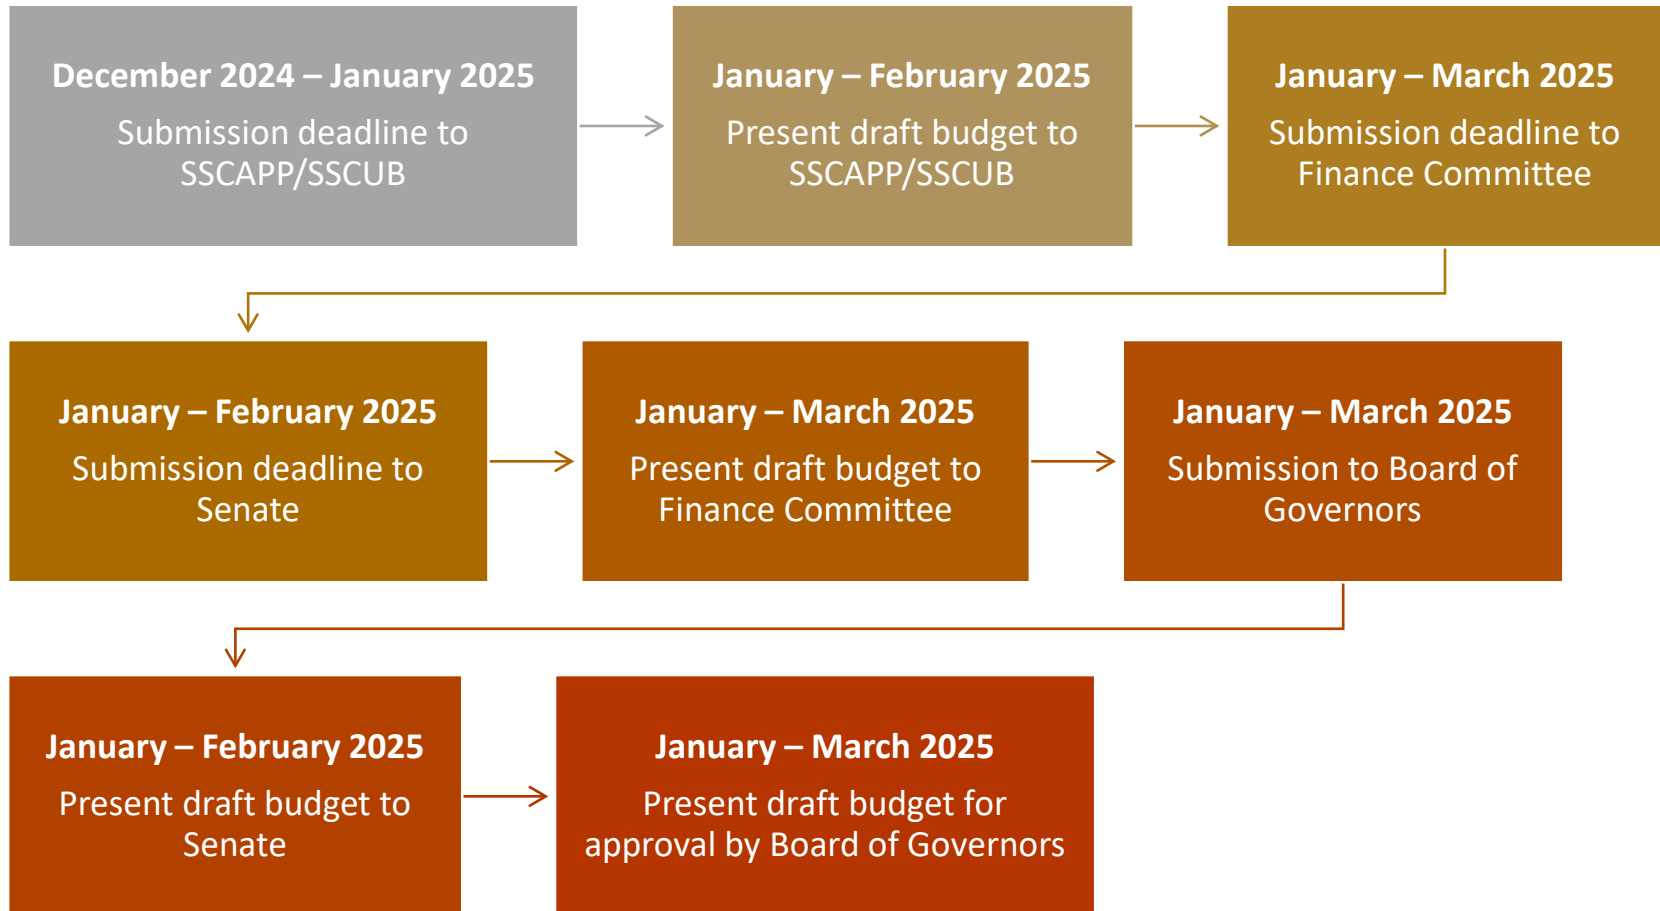 December 2024 – January 2025
Submission deadline to
SSCAPP/SSCUB
January – February 2025
Present draft budget to
SSCAPP/SSCUB
January – March 2025
Submission deadline to
Finance Committee
January – February 2025
Submission deadline to
Senate
January – March 2025
Present draft budget to
Finance Committee
January – March 2025
Submission to Board of
Governors
January – February 2025
Present draft budget to
Senate
January – March 2025
Present draft budget for
approval by Board of Governors